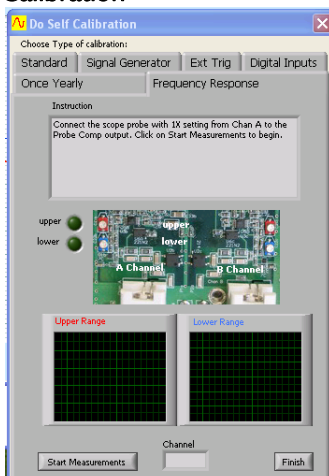 Calibration
Do Self Calibration
Choose Type of calibration:
Standard Signal Generator Ext Trig Digital Inputs
Once Yearly Frequency Response
Instruction
Connect the scope probe with 1X setting from Chan A to the
Probe Comp output. Click on Start Measurements to begin.
upper
lower
upper
lower
A Channel B Channel
Upper Range Lower Range
Channel
Start Measurements Finish